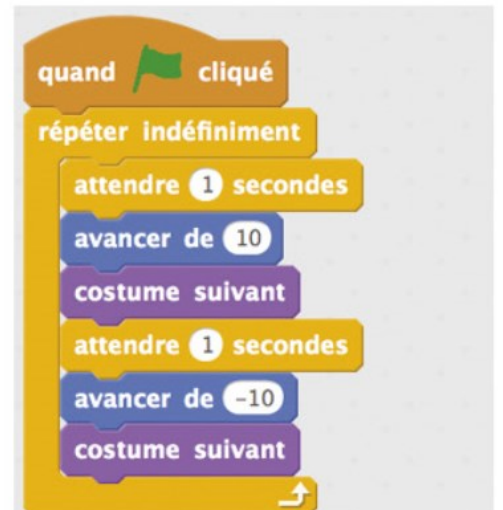 quand cliqué
répéter indéfiniment
attendre 1 secondes
avancer de 10
costume suivant
attendre 1 secondes
avancer de -10
costume suivant